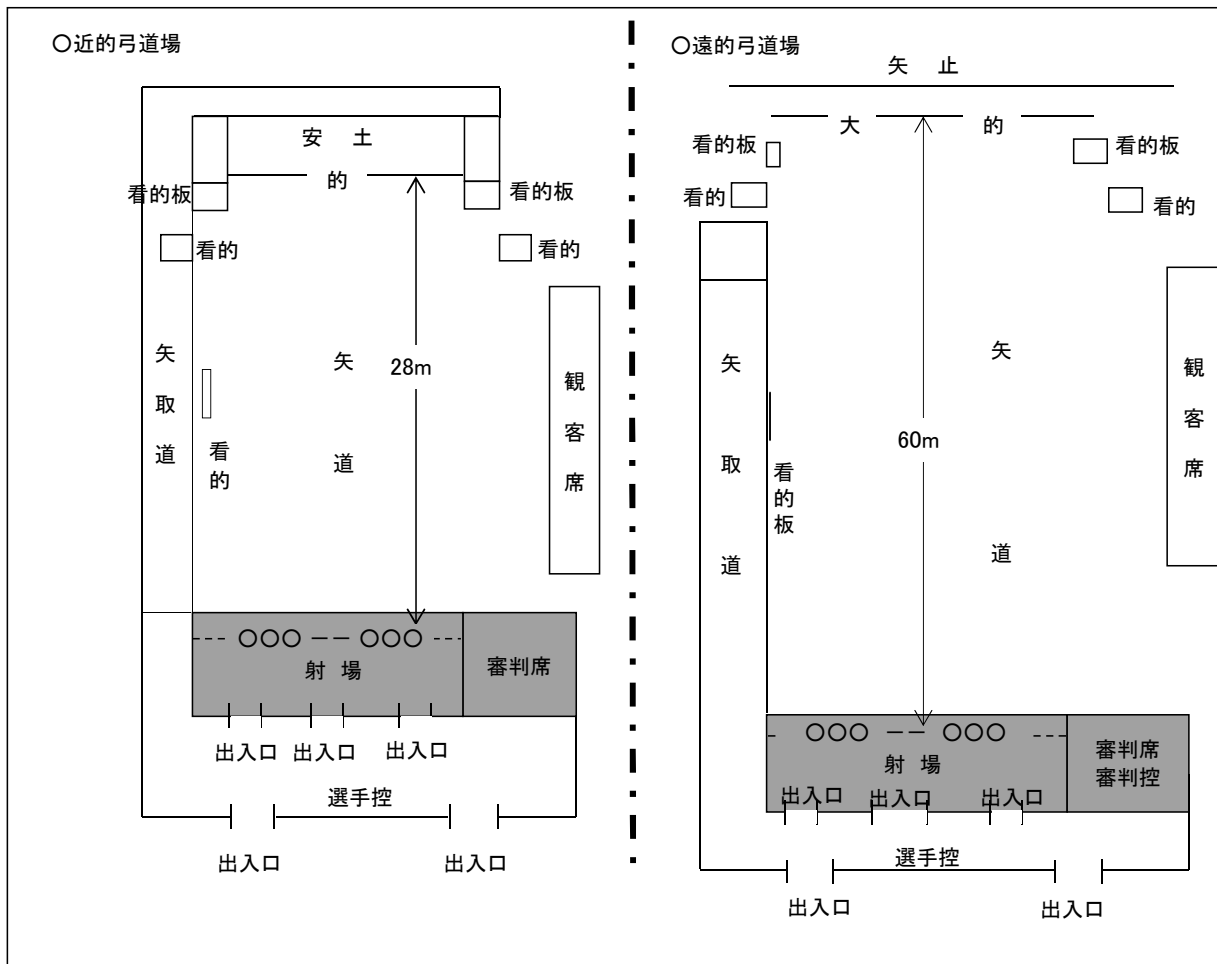 ○近的弓道場
安 土
的
看的板
看的板
看的
看的
矢取道
矢道
28m
看的
観客席
○○○ ―― ○○○
射 場
審判席
出入口
出入口
出入口
選手控
出入口
出入口
○遠的弓道場
矢 止
大 的
看的板
看的板
看的
看的
矢取道
矢道
60m
看的板
観客席
○○○ ―― ○○○
射 場
審判席
審判控
出入口
出入口
出入口
選手控
出入口
出入口